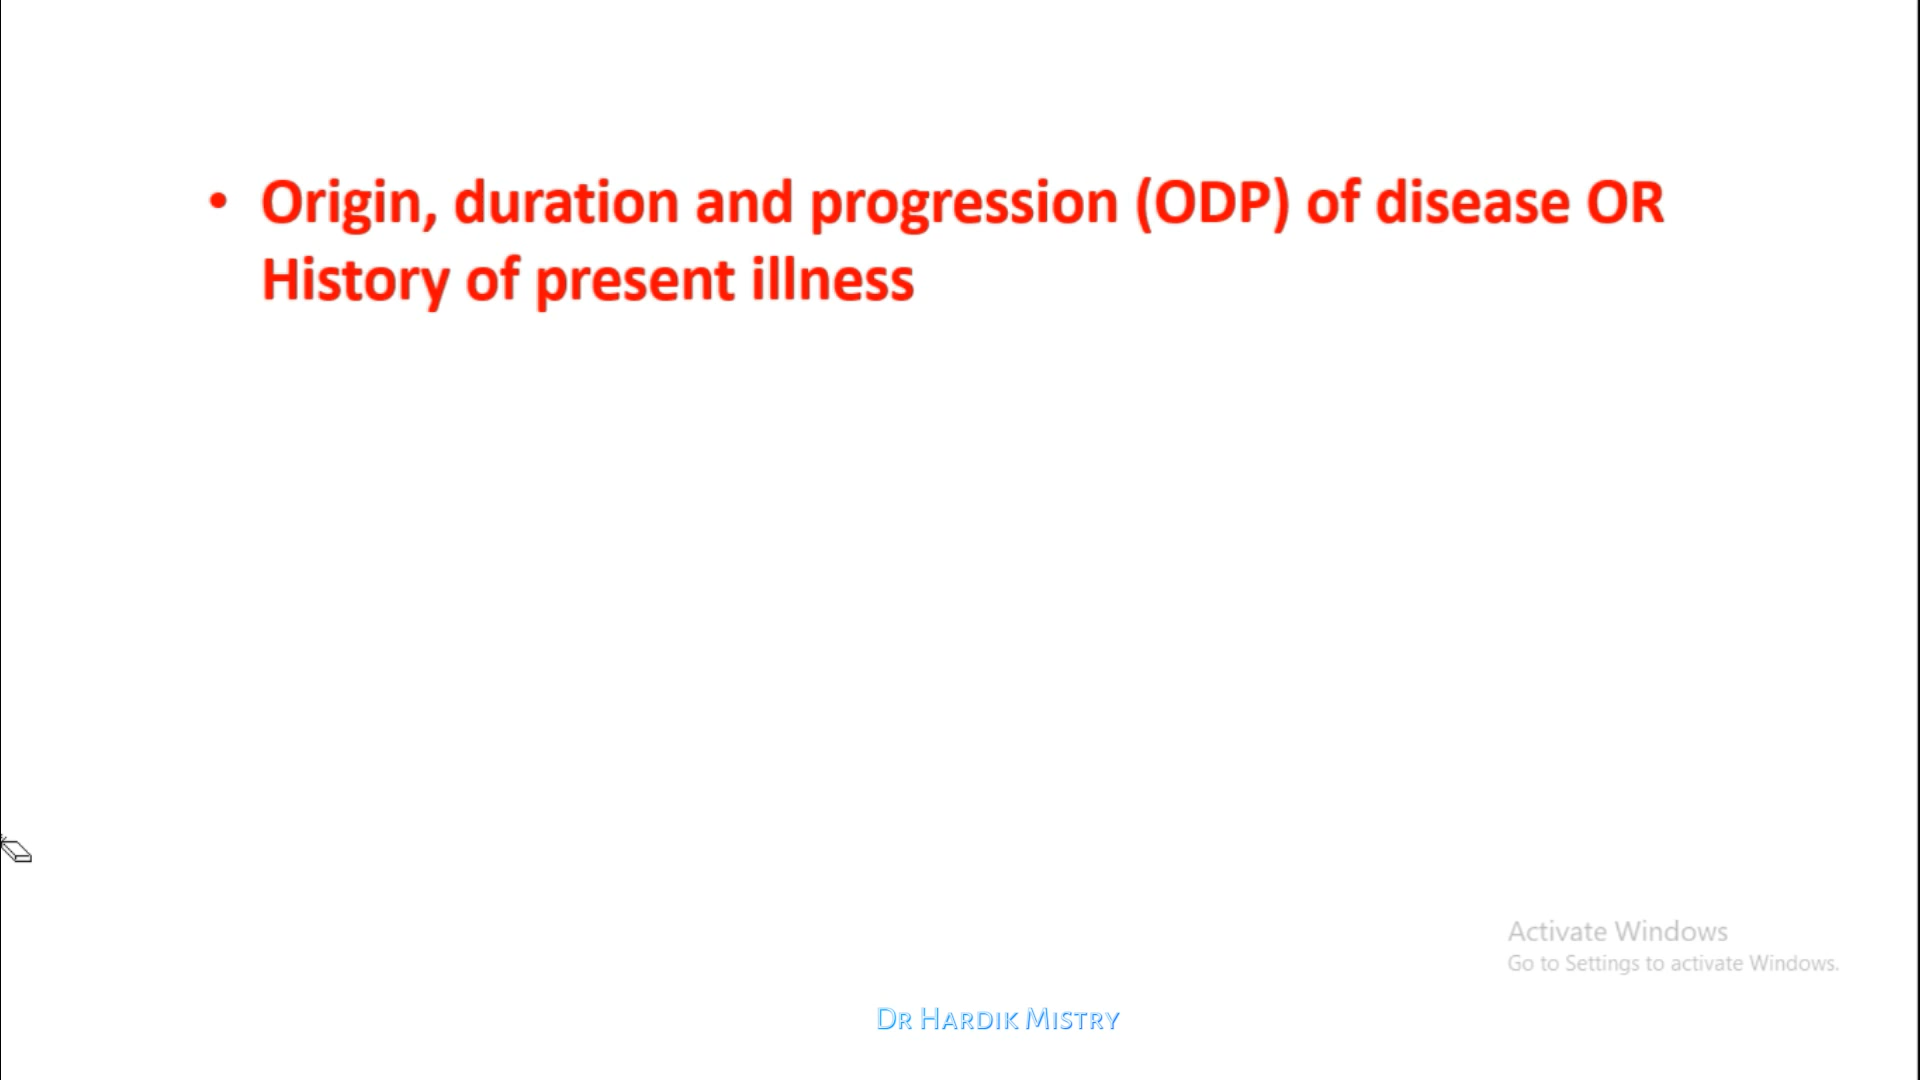 • Origin, duration and progression (ODP) of disease OR
History of present illness
Activate Windows
Go to Settings to activate Windows.
Dr Hardik Mistry